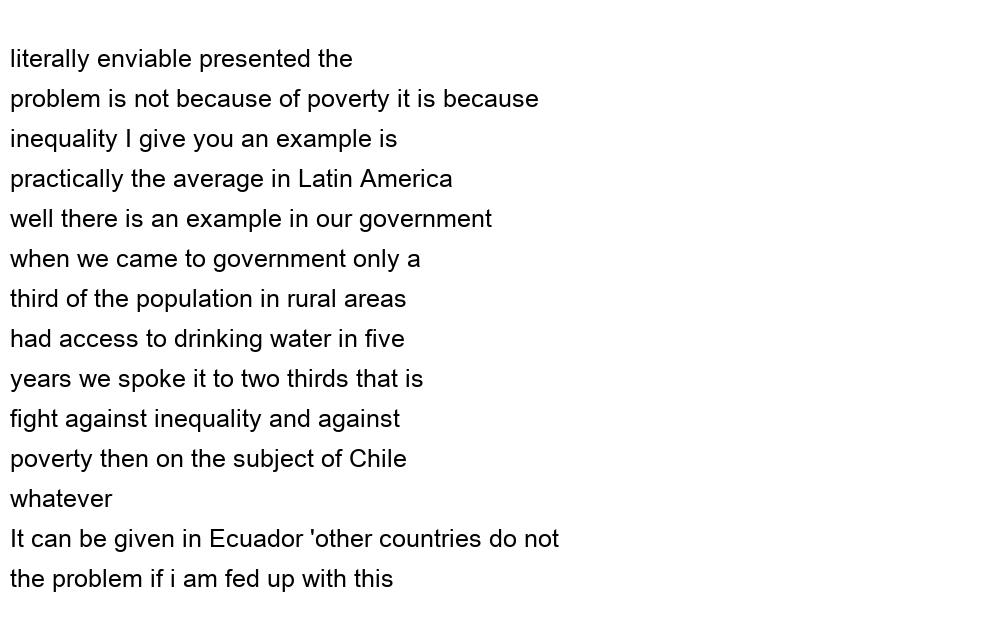 literally enviable presented the
problem is not because of poverty it is because
inequality I give you an example is
practically the average in Latin America
well there is an example in our government
when we came to government only a
third of the population in rural areas
had access to drinking water in five
years we spoke it to two thirds that is
fight against inequality and against
poverty then on the subject of Chile
whatever
It can be given in Ecuador 'other countries do not
the problem if i am fed up with this